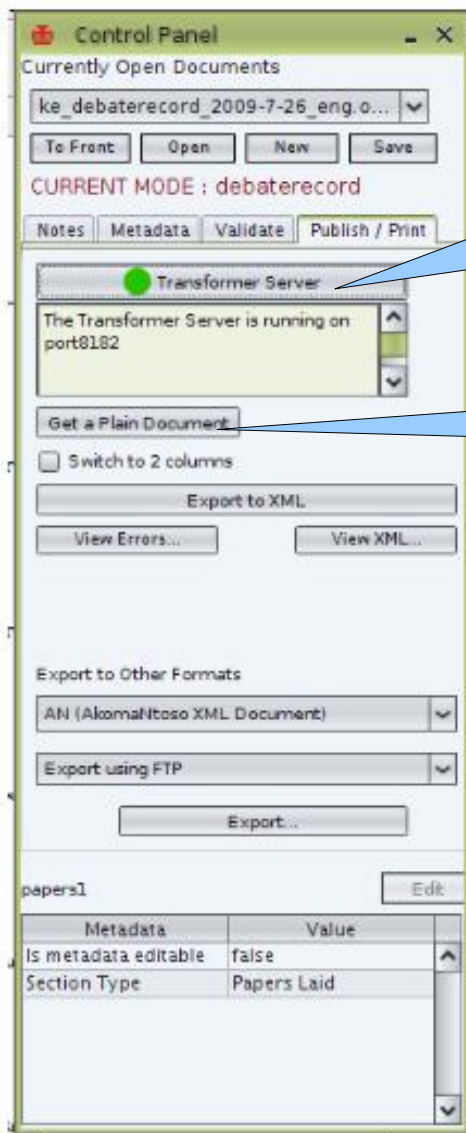 Control Panel
Currently Open Documents
ke_debaterecord_2009-7-26_eng.o...
To Front Open New Save
CURRENT MODE : debaterecord
Notes Metadata Validate Publish / Print
Transformer Server
The Transformer Server is running on
port8182
Get a Plain Document
Switch to 2 columns
Export to XML
View Errors... View XML...
Export to Other Formats
AN (AkomaNtoso XML Document)
Export using FTP
Export...
papers1 Edit
Metadata Value
Is metadata editable false
Section Type Papers Laid